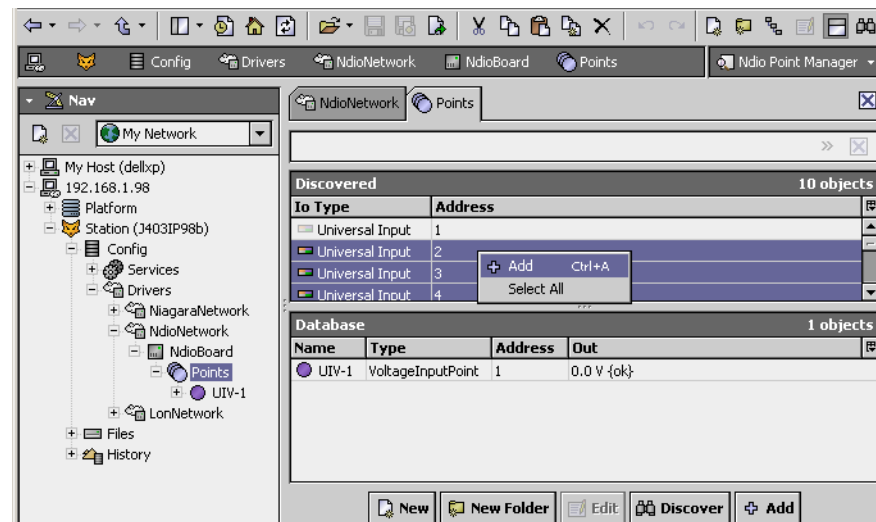 Config Drivers NdioNetwork NdioBoard Points Ndio Point Manager
Nav
My Network
My Host (dellxp)
192.168.1.98
Platform
Station (J403IP98b)
Config
Services
Drivers
NiagaraNetwork
NdioNetwork
NdioBoard
Points
UIV-1
LonNetwork
Files
History
NdioNetwork Points
Discovered 10 objects
Io Type Address
Universal Input 1
Universal Input 2
Universal Input 3
Universal Input 4
Add Ctrl+A
Select All
Database 1 objects
Name Type Address Out
UIV-1 VoltageInputPoint 1 0.0 V {ok}
New New Folder Edit Discover Add